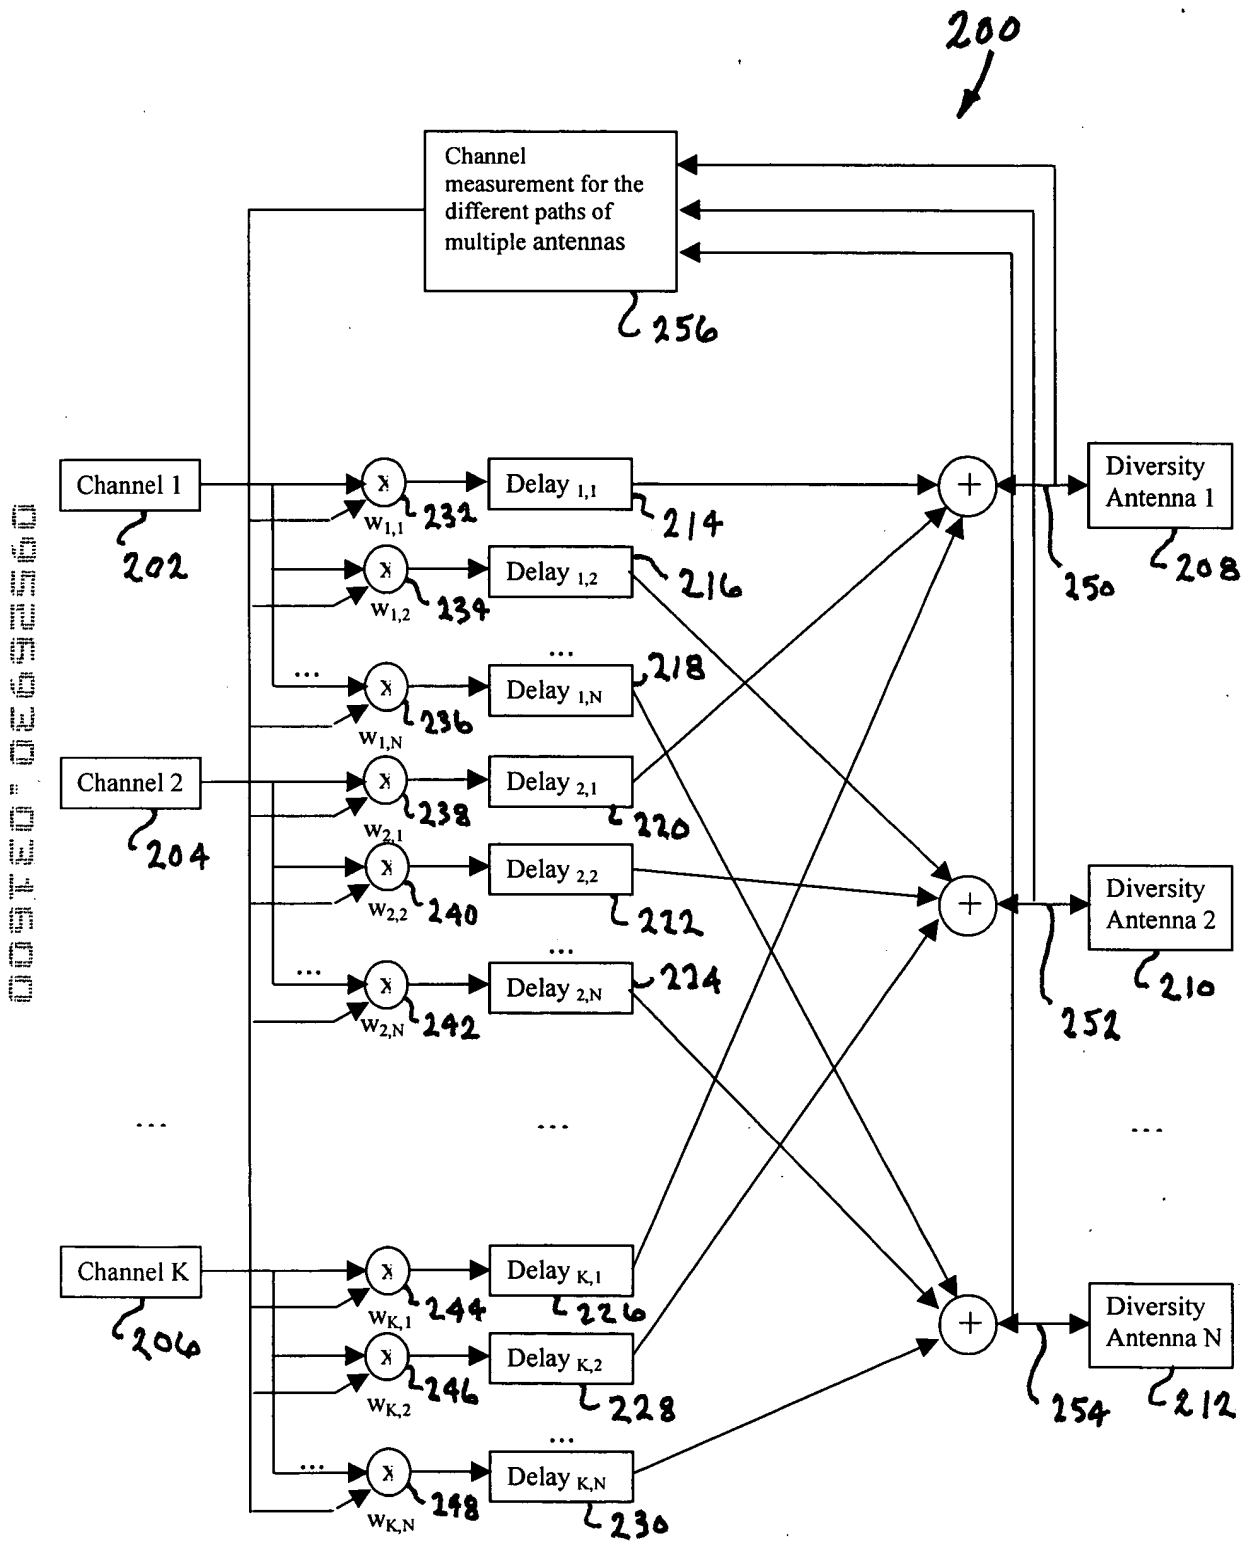 200
Channel
measurement for the
different paths of
multiple antennas
256
Channel 1
202
X
W1,1
232
Delay 1,1
214
+
250
Diversity
Antenna 1
208
X
W1,2
234
Delay 1,2
216
...
X
W1,N
236
...
Delay 1,N
218
Channel 2
204
X
W2,1
238
Delay 2,1
220
X
W2,2
240
Delay 2,2
222
+
252
Diversity
Antenna 2
210
...
X
W2,N
242
...
Delay 2,N
224
...
...
...
Channel K
206
X
WK,1
244
Delay K,1
226
X
WK,2
246
Delay K,2
228
+
254
Diversity
Antenna N
212
...
X
WK,N
248
...
Delay K,N
230
09526930.031600